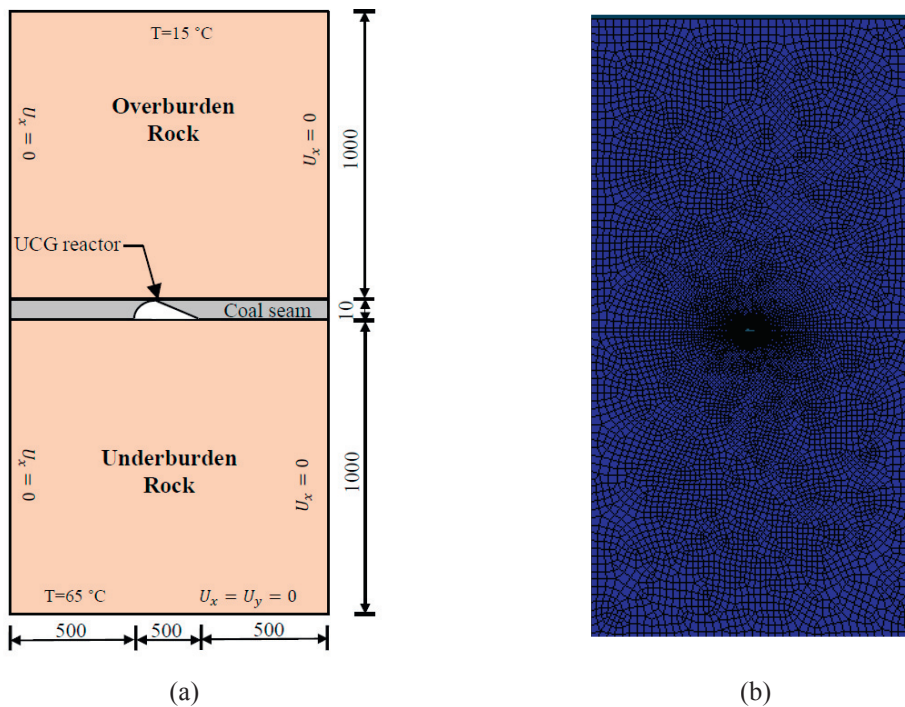 T=15 °C
Overburden
Rock
U_x = 0
U_x = 0
1000
UCG reactor
Coal seam
10
Underburden
Rock
U_x = 0
U_x = 0
1000
T=65 °C
U_x = U_y = 0
500
500
500
(a)
(b)